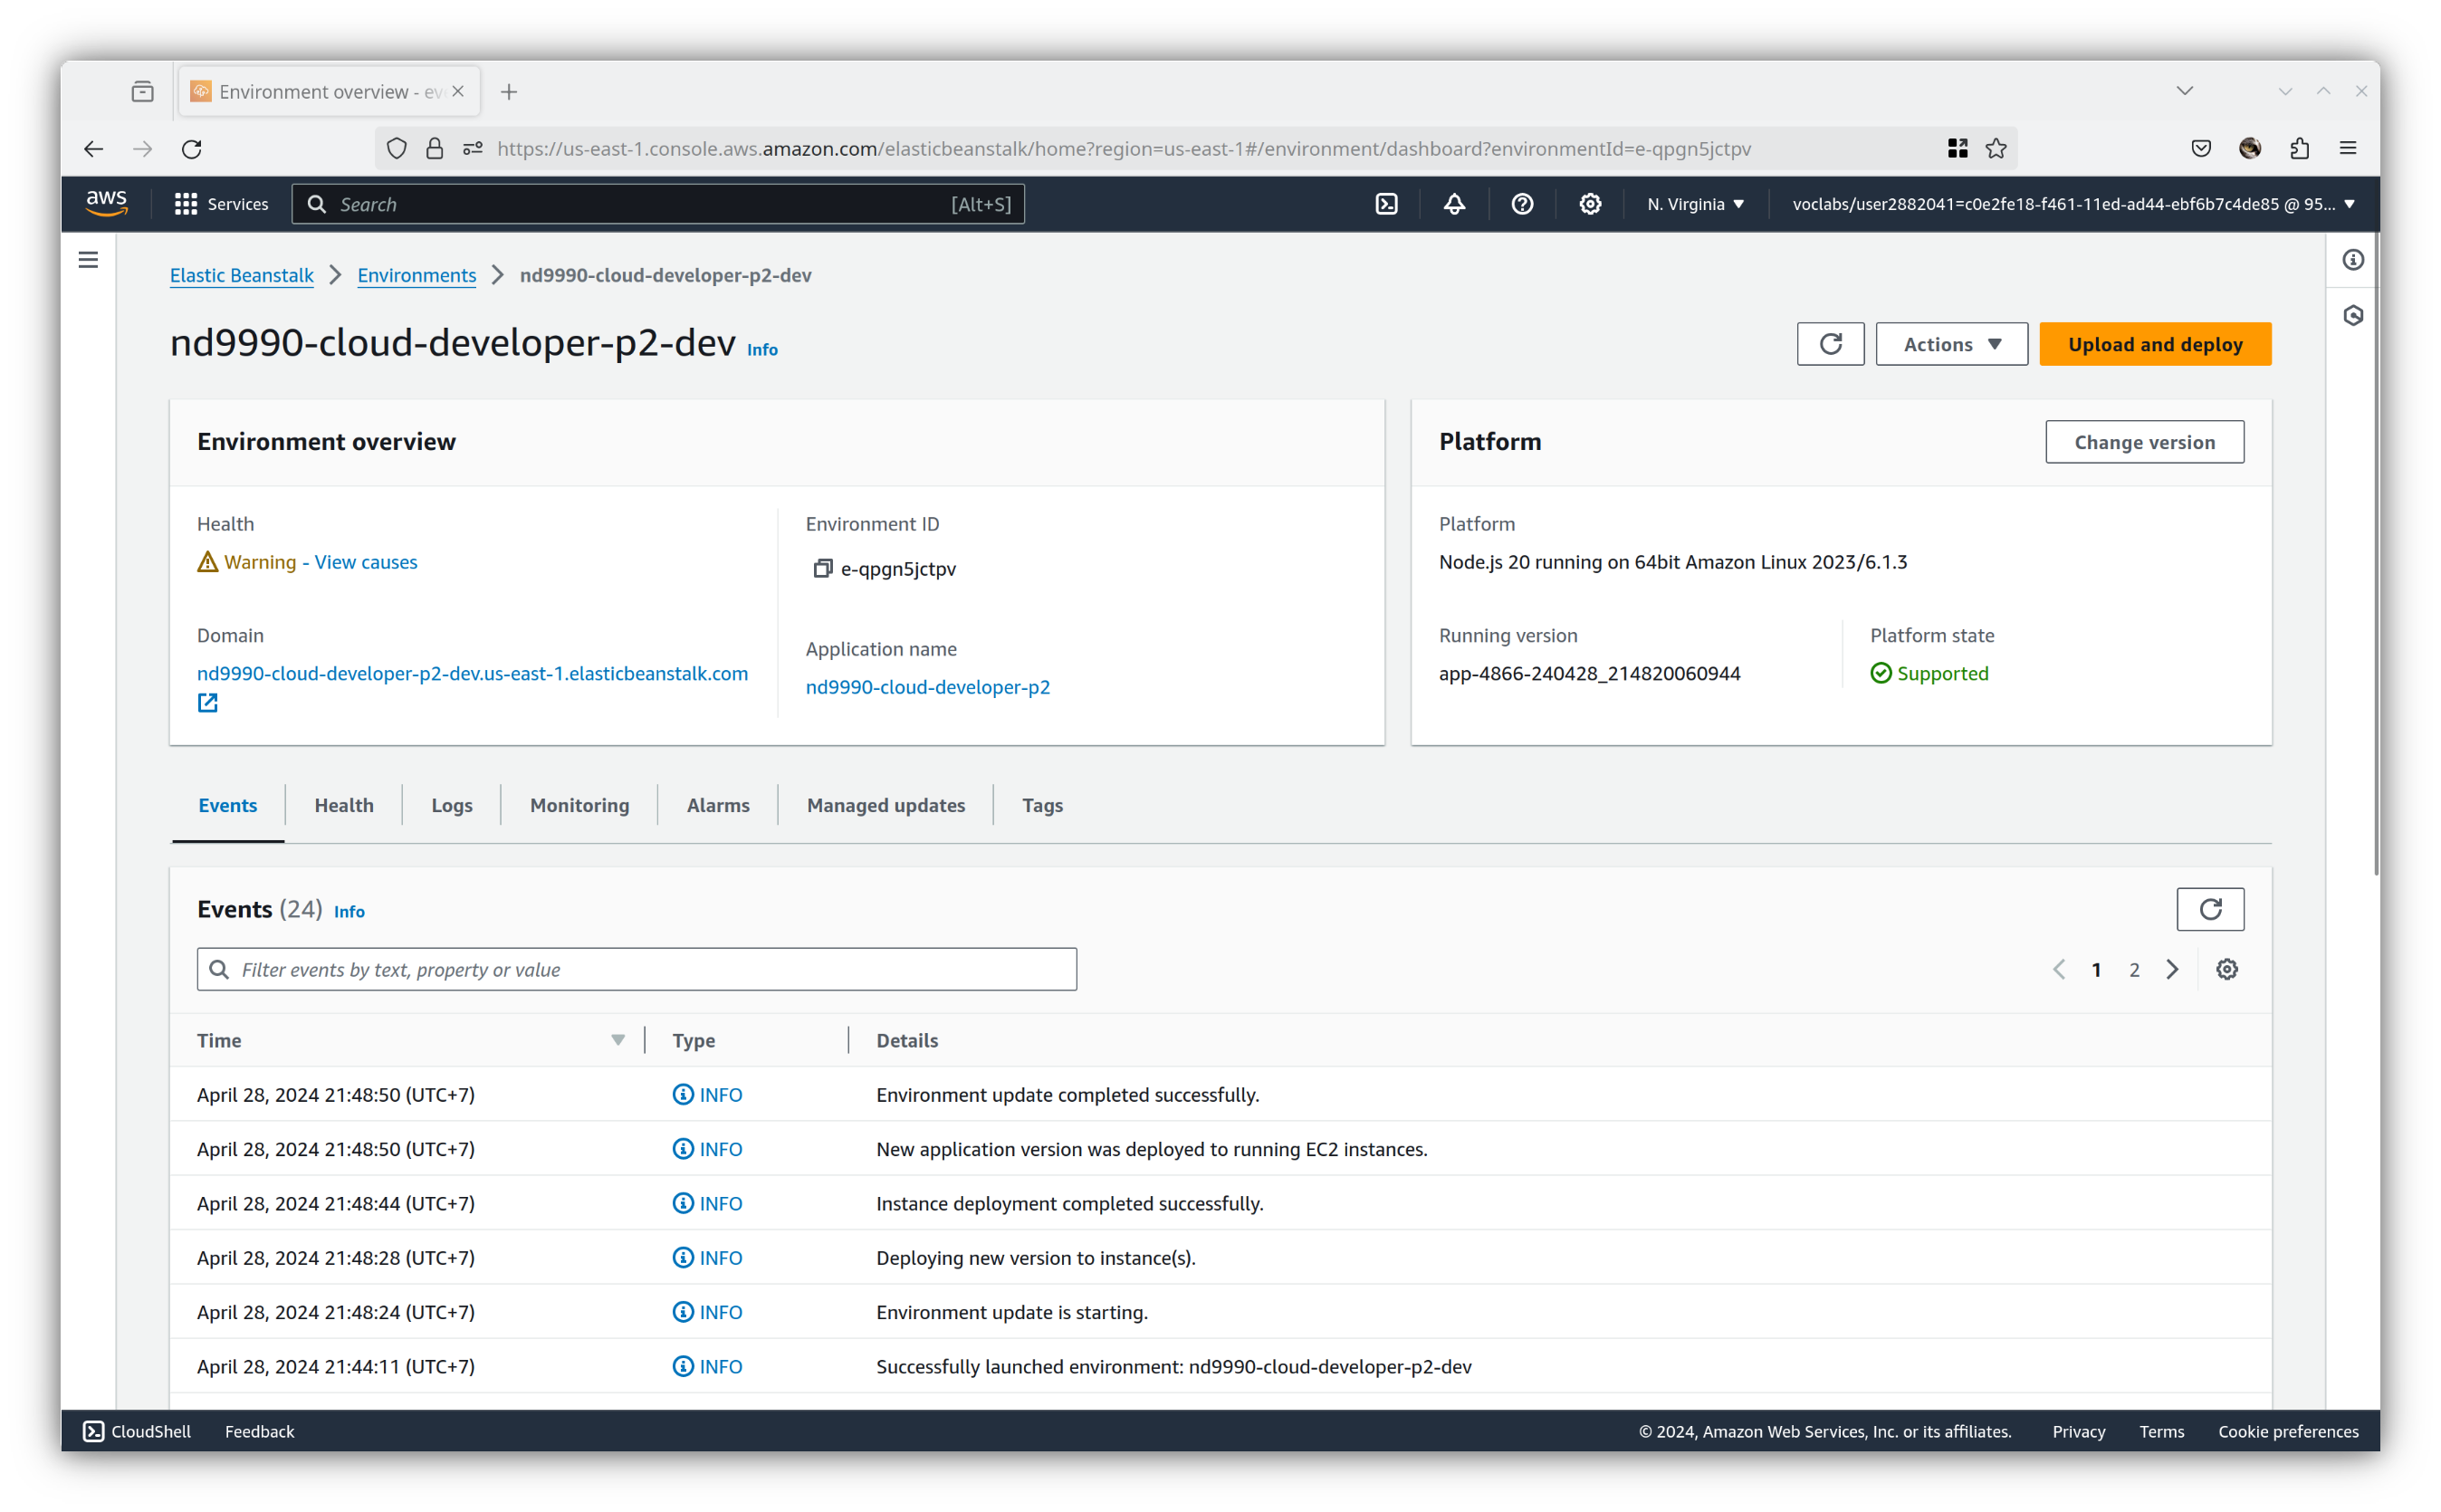 Environment overview - ev
https://us-east-1.console.aws.amazon.com/elasticbeanstalk/home?region=us-east-1#/environment/dashboard?environmentId=e-qpgn5jctpv
aws Services Search [Alt+S] N. Virginia voclabs/user2882041=c0e2fe18-f461-11ed-ad44-ebf6b7c4de85 @ 95...
Elastic Beanstalk Environments nd9990-cloud-developer-p2-dev
nd9990-cloud-developer-p2-dev Info Actions Upload and deploy
Environment overview
Health
Warning - View causes
Domain
nd9990-cloud-developer-p2-dev.us-east-1.elasticbeanstalk.com
Environment ID
e-qpgn5jctpv
Application name
nd9990-cloud-developer-p2
Platform Change version
Platform
Node.js 20 running on 64bit Amazon Linux 2023/6.1.3
Running version
app-4866-240428_214820060944
Platform state
Supported
Events Health Logs Monitoring Alarms Managed updates Tags
Events (24) Info
Filter events by text, property or value 1 2
Time Type Details
April 28, 2024 21:48:50 (UTC+7) INFO Environment update completed successfully.
April 28, 2024 21:48:50 (UTC+7) INFO New application version was deployed to running EC2 instances.
April 28, 2024 21:48:44 (UTC+7) INFO Instance deployment completed successfully.
April 28, 2024 21:48:28 (UTC+7) INFO Deploying new version to instance(s).
April 28, 2024 21:48:24 (UTC+7) INFO Environment update is starting.
April 28, 2024 21:44:11 (UTC+7) INFO Successfully launched environment: nd9990-cloud-developer-p2-dev
CloudShell Feedback © 2024, Amazon Web Services, Inc. or its affiliates. Privacy Terms Cookie preferences